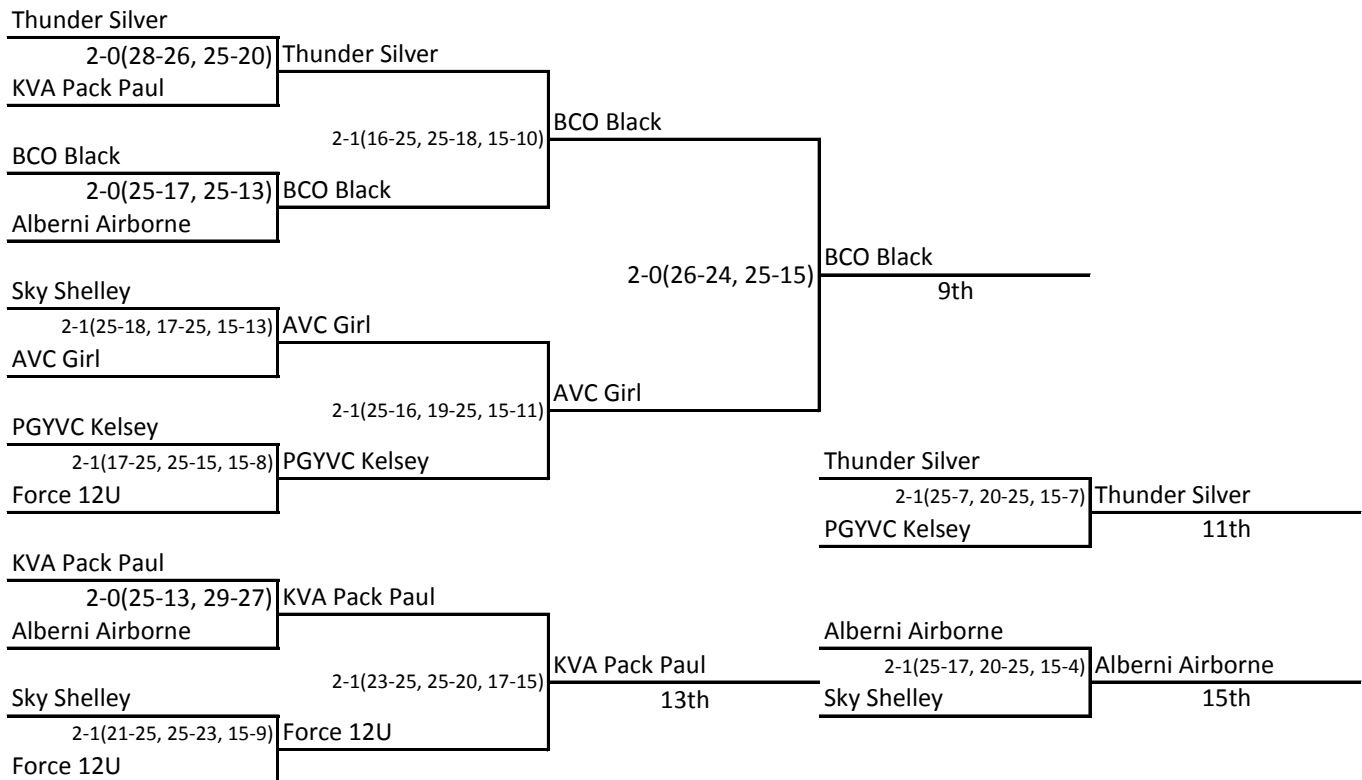 Thunder Silver
2-0(28-26, 25-20) Thunder Silver
KVA Pack Paul
2-1(16-25, 25-18, 15-10) BCO Black
BCO Black
2-0(25-17, 25-13) BCO Black
Alberni Airborne
2-0(26-24, 25-15) BCO Black
9th
Sky Shelley
2-1(25-18, 17-25, 15-13) AVC Girl
AVC Girl
2-1(25-16, 19-25, 15-11) AVC Girl
PGYVC Kelsey
2-1(17-25, 25-15, 15-8) PGYVC Kelsey
Force 12U
Thunder Silver
2-1(25-7, 20-25, 15-7) Thunder Silver
PGYVC Kelsey
11th
KVA Pack Paul
2-0(25-13, 29-27) KVA Pack Paul
Alberni Airborne
2-1(23-25, 25-20, 17-15) KVA Pack Paul
13th
Sky Shelley
2-1(21-25, 25-23, 15-9) Force 12U
Force 12U
Alberni Airborne
2-1(25-17, 20-25, 15-4) Alberni Airborne
Sky Shelley
15th